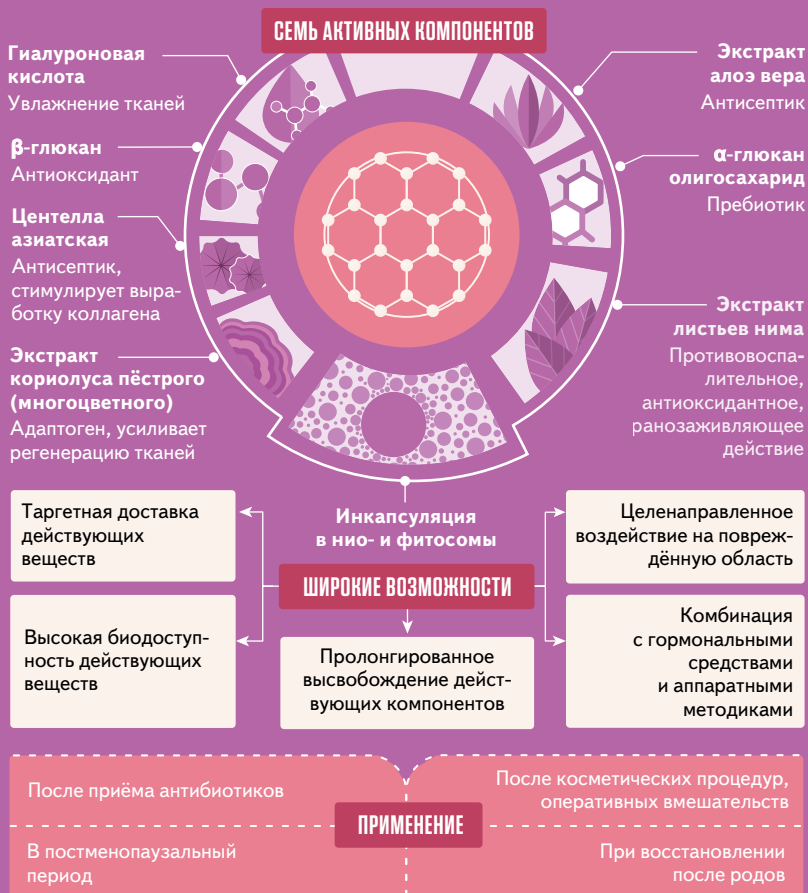 СЕМЬ АКТИВНЫХ КОМПОНЕНТОВ
Гиалуроновая
кислота
Увлажнение тканей
β-глюкан
Антиоксидант
Центелла
азиатская
Антисептик,
стимулирует выра-
ботку коллагена
Экстракт
кориолуса пёстрого
(многоцветного)
Адаптоген, усиливает
регенерацию тканей
Экстракт
алоэ вера
Антисептик
α-глюкан
олигосахарид
Пребиотик
Экстракт
листьев нима
Противовоспа-
лительное,
антиоксидантное,
ранозаживляющее
действие
Инкапсуляция
в нио- и фитосомы
ШИРОКИЕ ВОЗМОЖНОСТИ
Таргетная доставка
действующих
веществ
Высокая биодоступ-
ность действующих
веществ
Пролонгированное
высвобождение дейст-
вующих компонентов
Целенаправленное
воздействие на повреж-
дённую область
Комбинация
с гормональными
средствами
и аппаратными
методиками
ПРИМЕНЕНИЕ
После приёма антибиотиков
После косметических процедур,
оперативных вмешательств
В постменопаузальный
период
При восстановлении
после родов